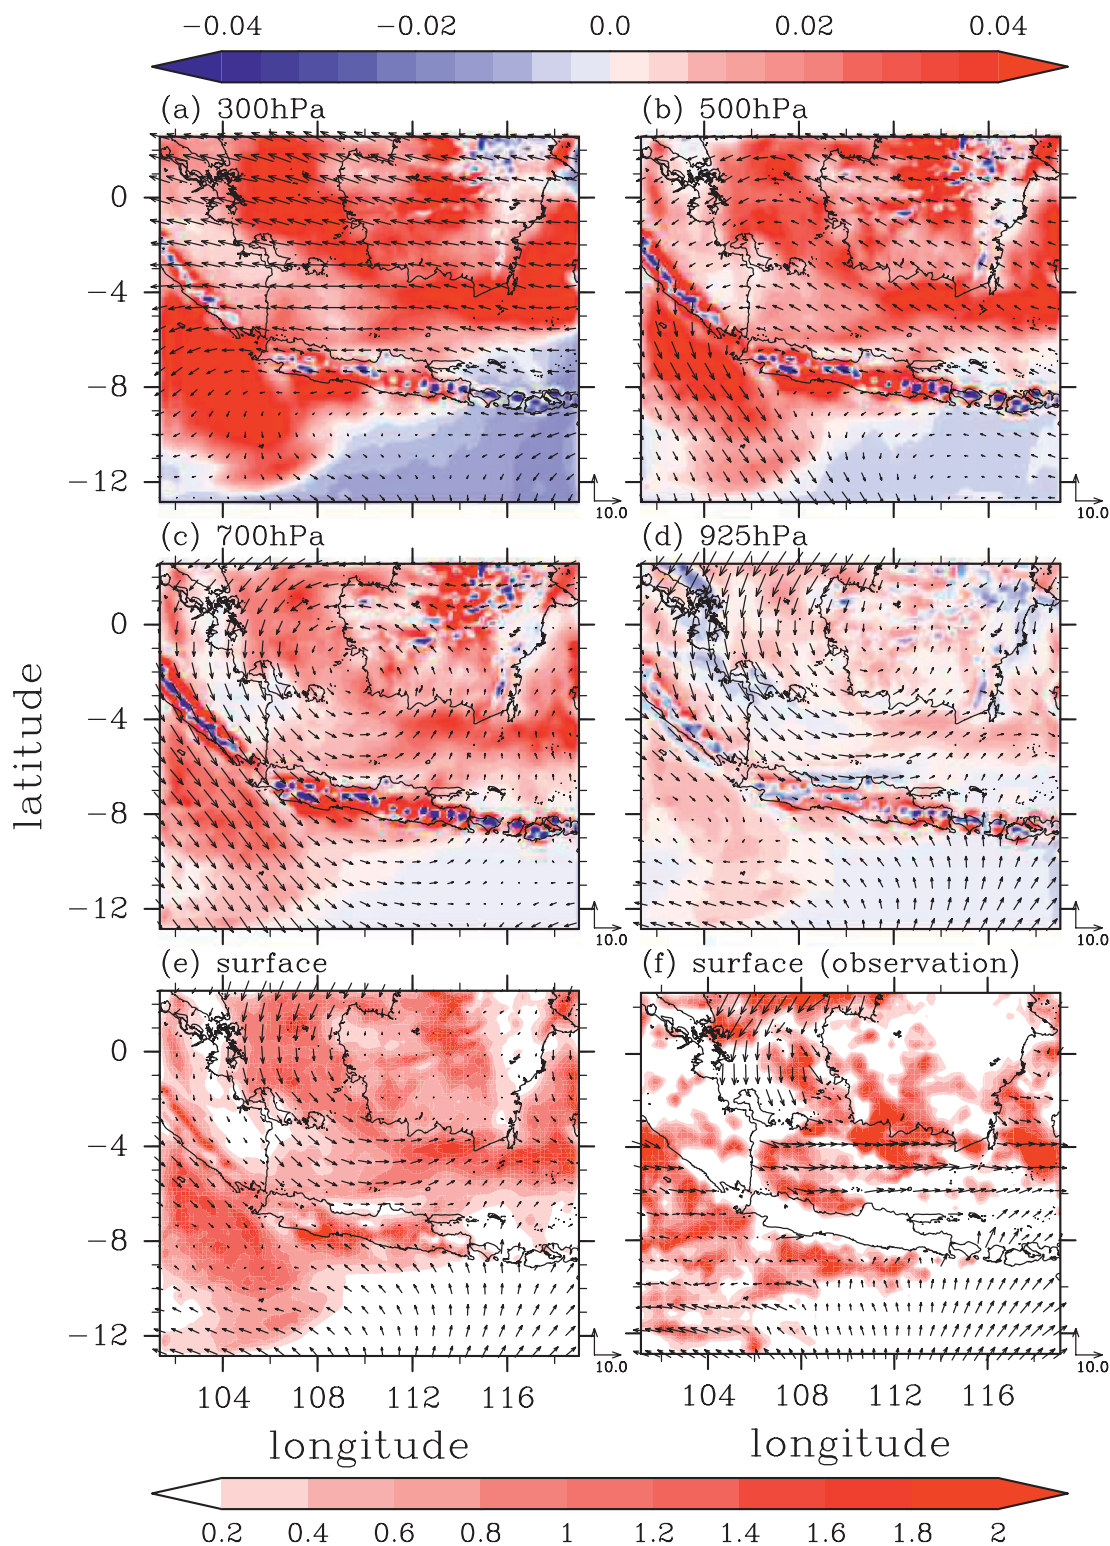 −0.04 −0.02 0.0 0.02 0.04
(a) 300hPa
(b) 500hPa
0
−4
−8
−12
10.0
10.0
(c) 700hPa
(d) 925hPa
0
−4
−8
−12
10.0
10.0
latitude
(e) surface
(f) surface (observation)
0
−4
−8
−12
10.0
10.0
104 108 112 116
104 108 112 116
longitude
longitude
0.2 0.4 0.6 0.8 1 1.2 1.4 1.6 1.8 2